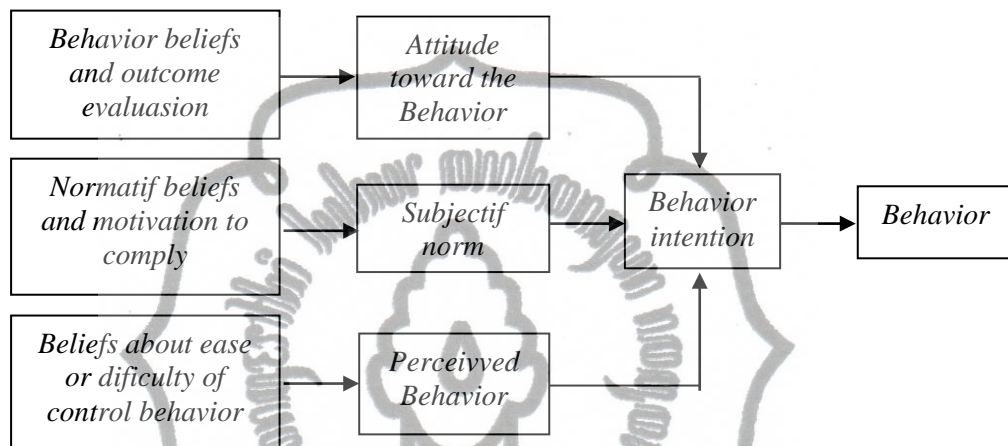 Behavior beliefs
and outcome
evaluasion
Attitude
toward the
Behavior
Normatif beliefs
and motivation to
comply
Subjectif
norm
Behavior
intention
Behavior
Beliefs about ease
or dificulty of
control behavior
Perceivved
Behavior